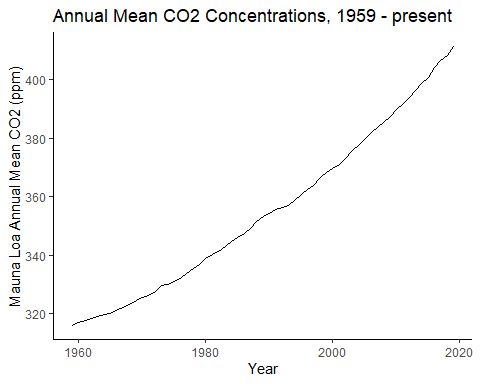 Annual Mean CO2 Concentrations, 1959 - present
Mauna Loa Annual Mean CO2 (ppm)
400
380
360
340
320
1960 1980 2000 2020
Year